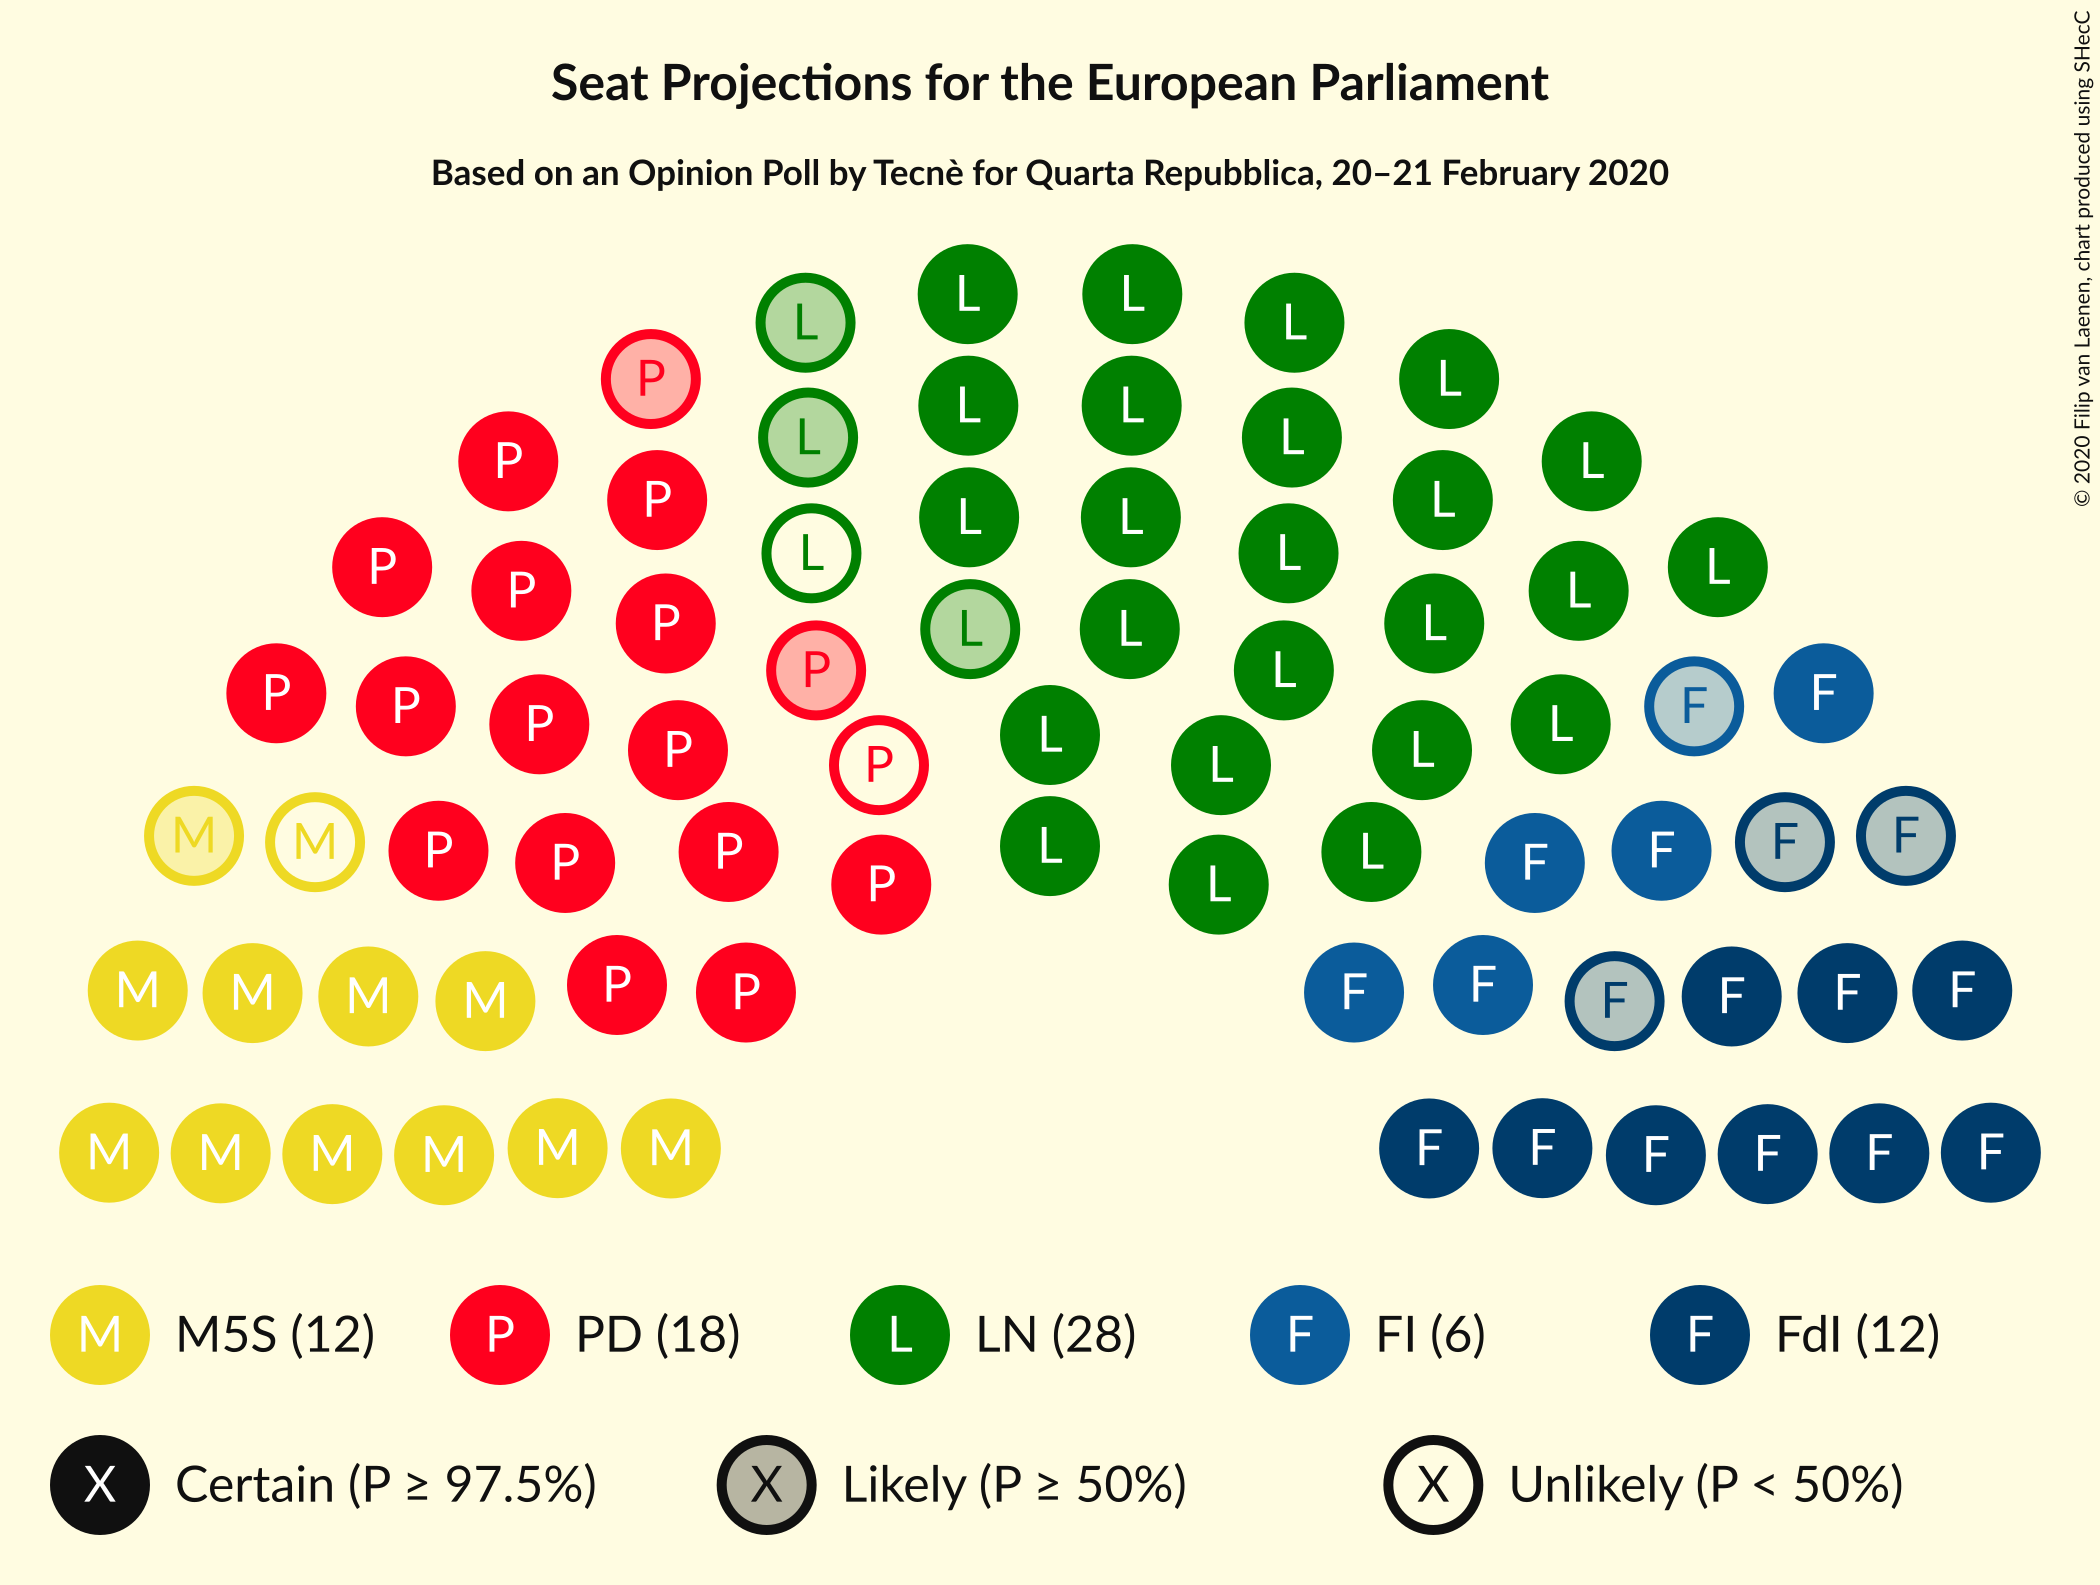 Seat Projections for the European Parliament
Based on an Opinion Poll by Tecnè for Quarta Repubblica, 20–21 February 2020
© 2020 Filip van Laenen, chart produced using SHecC
L L
L L
P L
L L
L L
P P L L
P L L
L L
P P L L
P L L
P L L
P L
P L F F
P P P L L L
P L L
M M P P P P L L L F F F F
M M M M P P F F F F F F
M M M M M M F F F F F F
M M5S (12) P PD (18) L LN (28) F FI (6) F FdI (12)
X Certain (P ≥ 97.5%) X Likely (P ≥ 50%) X Unlikely (P < 50%)